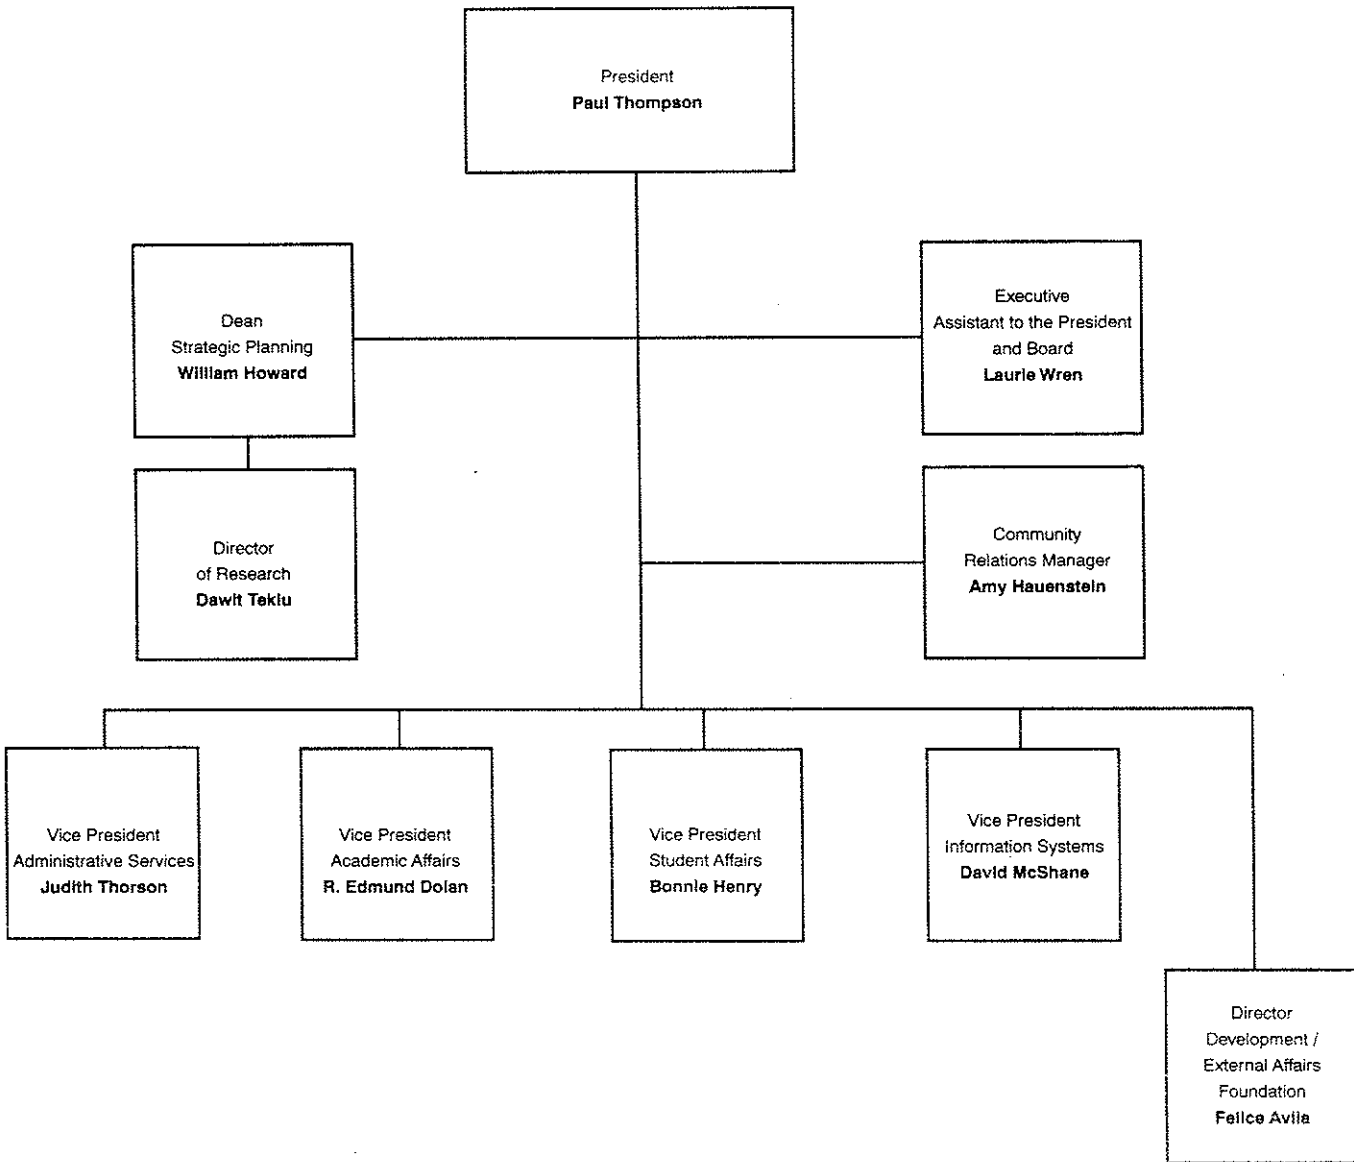 President
Paul Thompson
Dean
Strategic Planning
William Howard
Executive
Assistant to the President
and Board
Laurie Wren
Director
of Research
Dawit Teklu
Community
Relations Manager
Amy Hauenstein
Vice President
Administrative Services
Judith Thorson
Vice President
Academic Affairs
R. Edmund Dolan
Vice President
Student Affairs
Bonnie Henry
Vice President
Information Systems
David McShane
Director
Development /
External Affairs
Foundation
Felice Avila